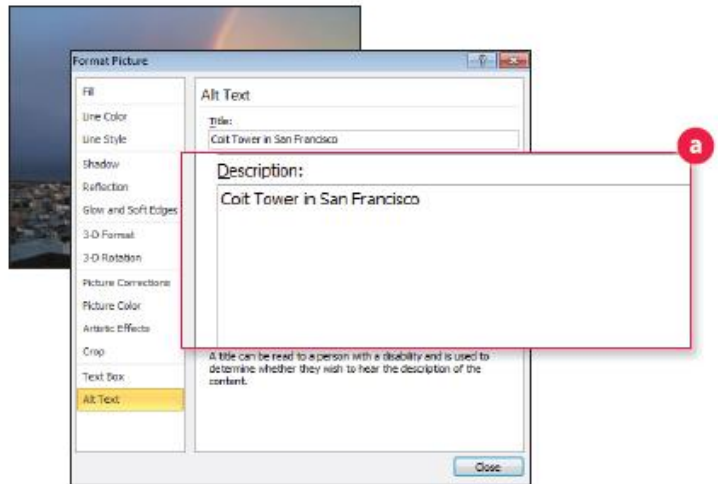 Format Picture
Fill
Line Color
Line Style
Shadow
Reflection
Glow and Soft Edges
3-D Format
3-D Rotation
Picture Corrections
Picture Color
Artistic Effects
Crop
Text Box
Alt Text
Alt Text
Title:
Coit Tower in San Francisco
a
Description:
Coit Tower in San Francisco
A title can be read to a person with a disability and is used to
determine whether they wish to hear the description of the
content.
Close